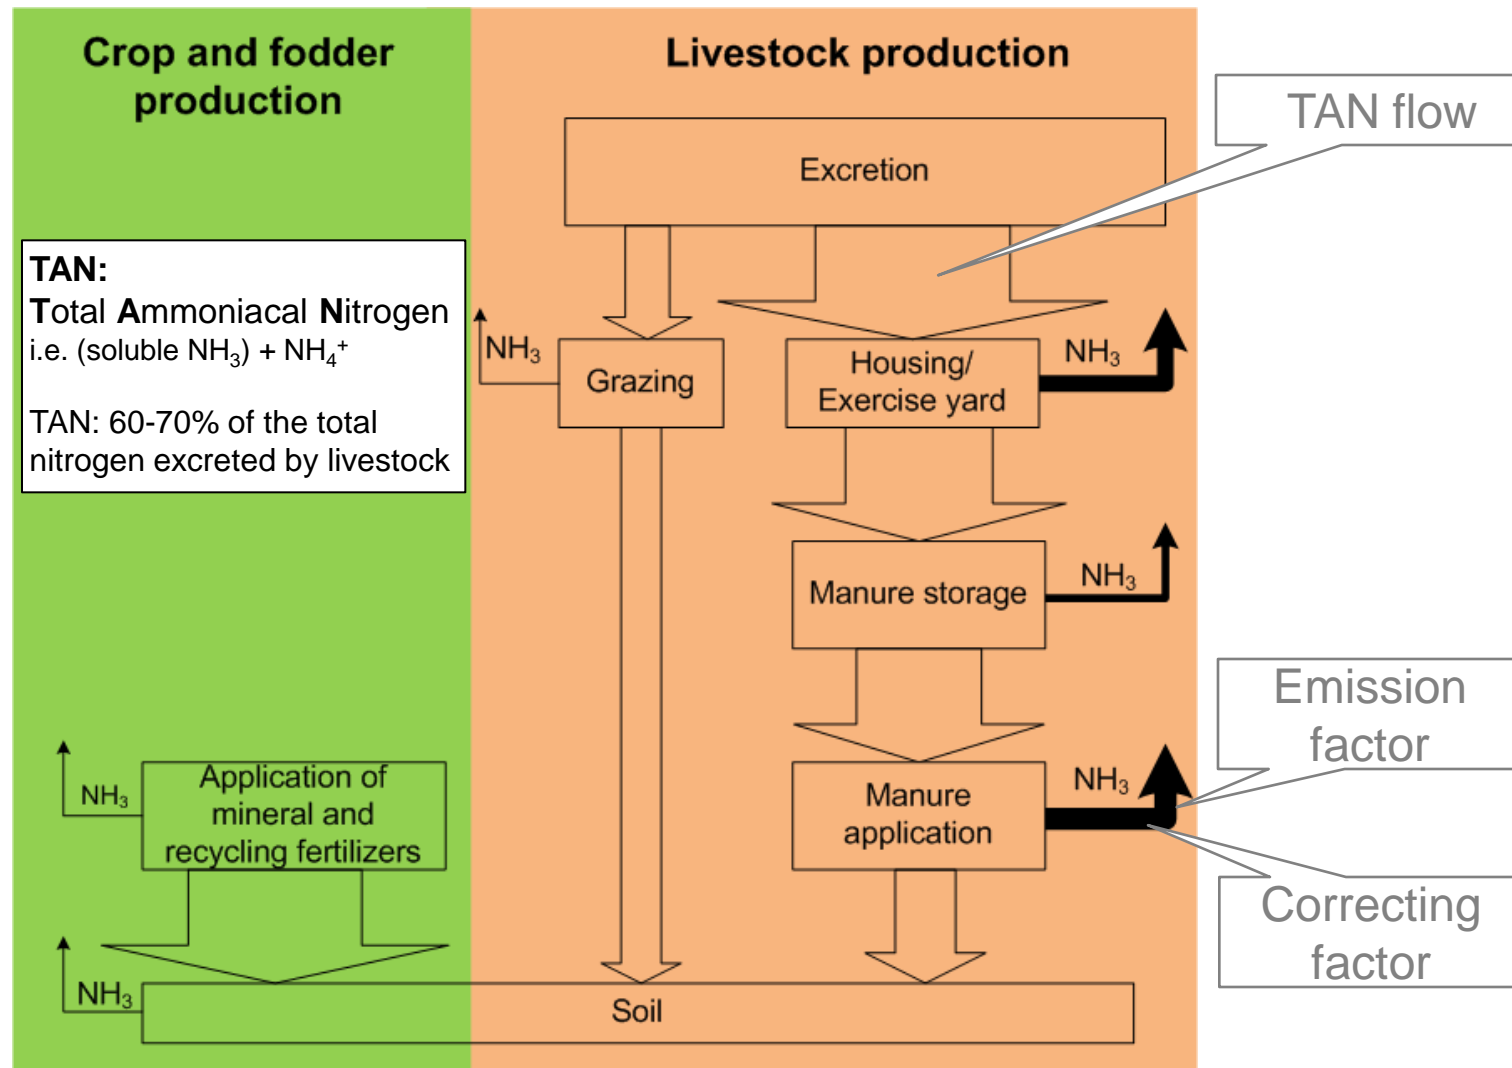 Crop and fodder
production
Livestock production
TAN flow
Excretion
TAN:
Total Ammoniacal Nitrogen
i.e. (soluble NH₃) + NH₄⁺
TAN: 60-70% of the total
nitrogen excreted by livestock
NH₃
Grazing
Housing/
Exercise yard
NH₃
Manure storage
NH₃
Emission
factor
NH₃
Application of
mineral and
recycling fertilizers
Manure
application
NH₃
Correcting
factor
NH₃
Soil